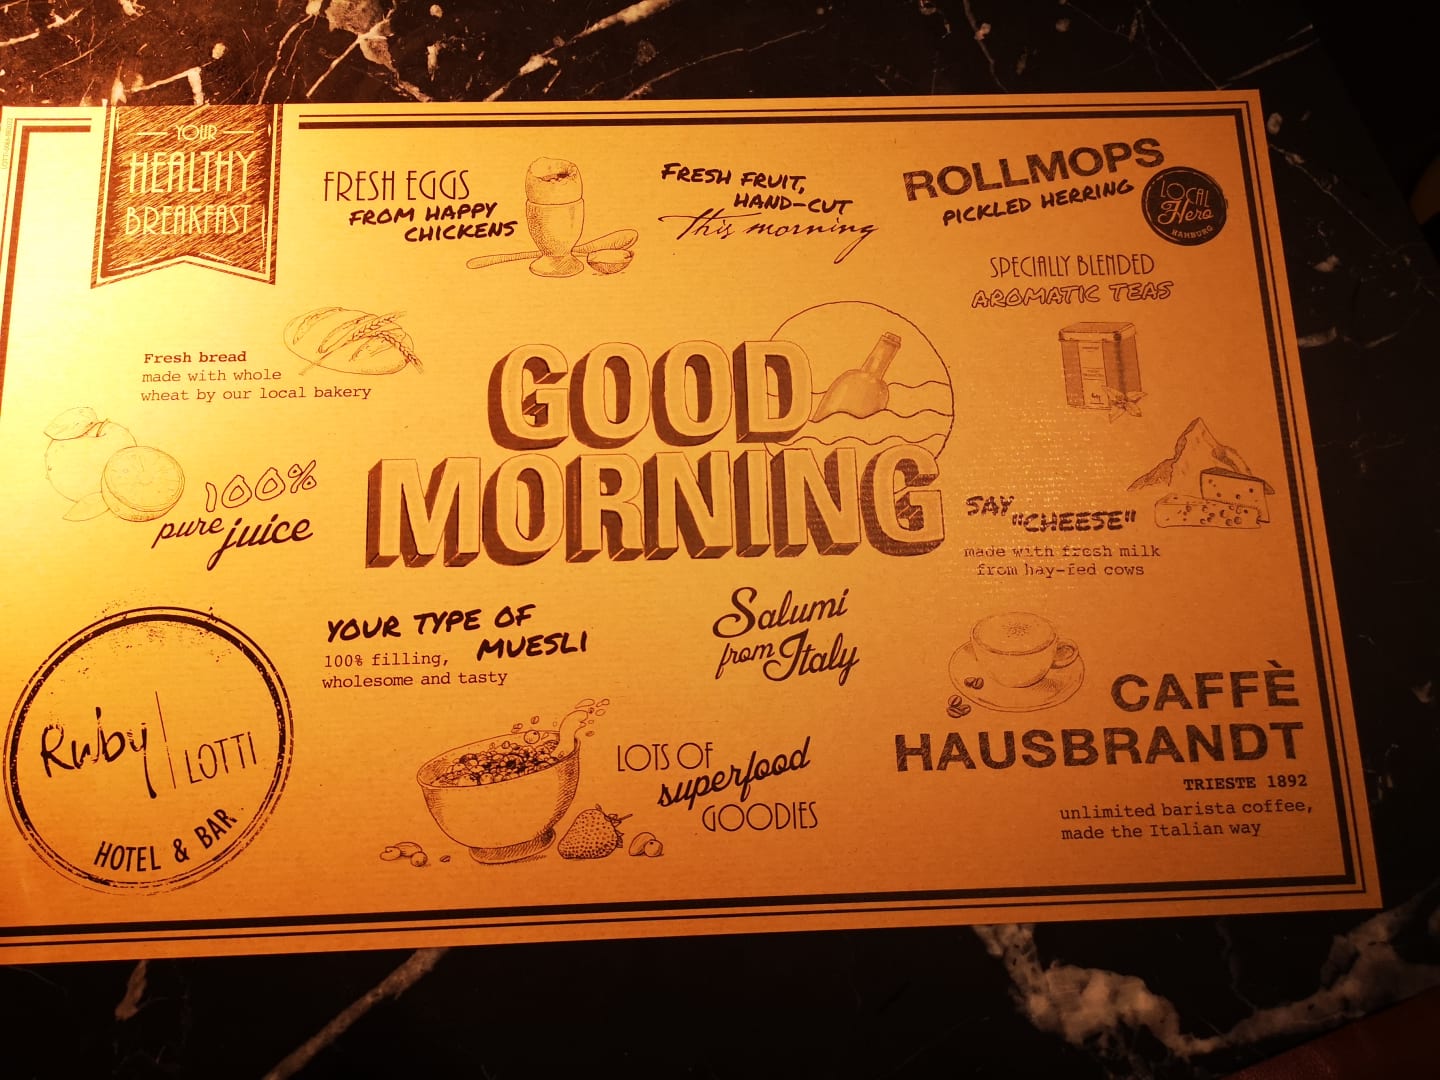 YOUR
HEALTHY
BREAKFAST
FRESH EGGS
FROM HAPPY
CHICKENS
FRESH FRUIT,
HAND-CUT
This morning
ROLLMOPS
PICKLED HERRING
LOCAL
Hero
HAMBURG
SPECIALLY BLENDED
AROMATIC TEAS
Fresh bread
made with whole
wheat by our local bakery
GOOD
MORNING
100%
pure juice
SAY
"CHEESE"
made with fresh milk
from hay-fed cows
YOUR TYPE OF
MUESLI
100% filling,
wholesome and tasty
Salumi
from Italy
Ruby LOTTI
HOTEL & BAR
LOTS OF
superfood
GOODIES
CAFFÈ
HAUSBRANDT
TRIESTE 1892
unlimited barista coffee,
made the Italian way